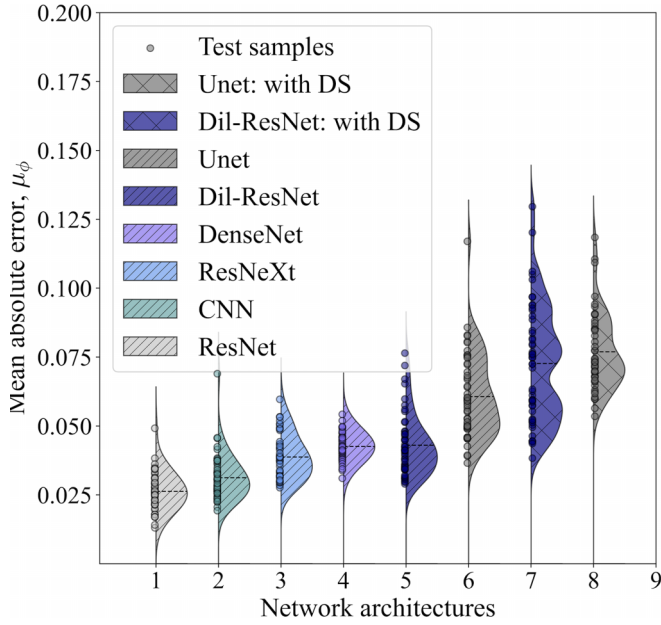 0.200
0.175
0.150
0.125
0.100
0.075
0.050
0.025
Mean absolute error, μ_ϕ
Test samples
Unet: with DS
Dil-ResNet: with DS
Unet
Dil-ResNet
DenseNet
ResNeXt
CNN
ResNet
1 2 3 4 5 6 7 8 9
Network architectures